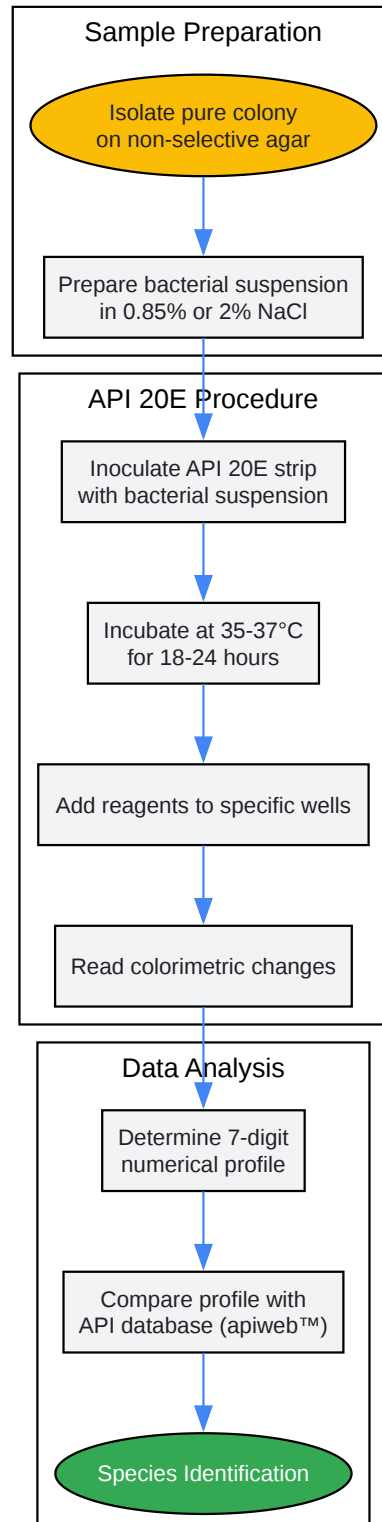 Sample Preparation
Isolate pure colony
on non-selective agar
Prepare bacterial suspension
in 0.85% or 2% NaCl
API 20E Procedure
Inoculate API 20E strip
with bacterial suspension
Incubate at 35-37°C
for 18-24 hours
Add reagents to specific wells
Read colorimetric changes
Data Analysis
Determine 7-digit
numerical profile
Compare profile with
API database (apiweb™)
Species Identification